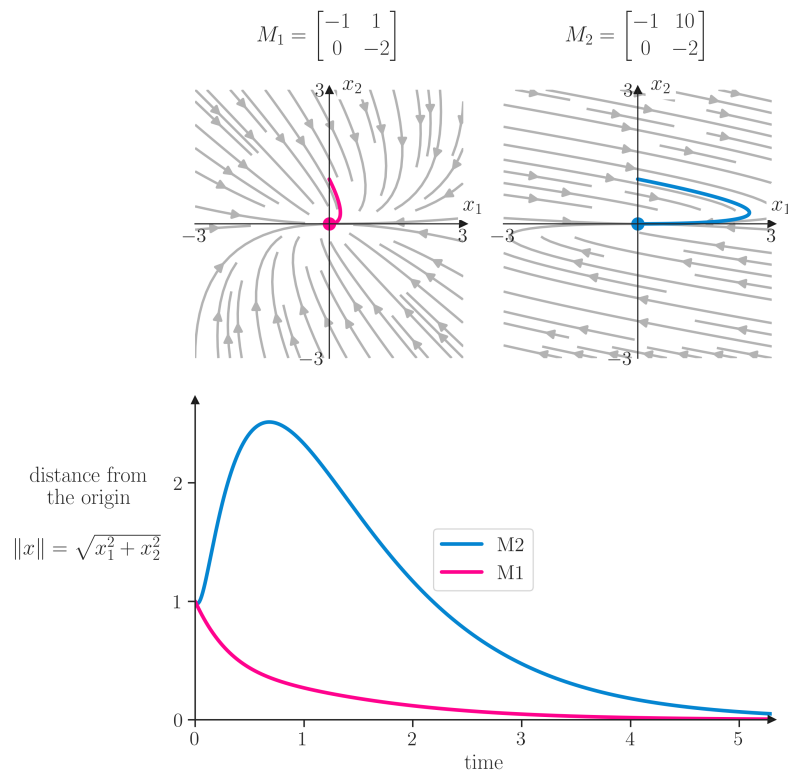 M₁ = [−1 1
0 −2]
M₂ = [−1 10
0 −2]
3 x₂
x₁
−3 3
−3
3 x₂
x₁
−3 3
−3
distance from
the origin
‖x‖ = √x₁² + x₂²
2
1
0
M2
M1
0 1 2 3 4 5
time